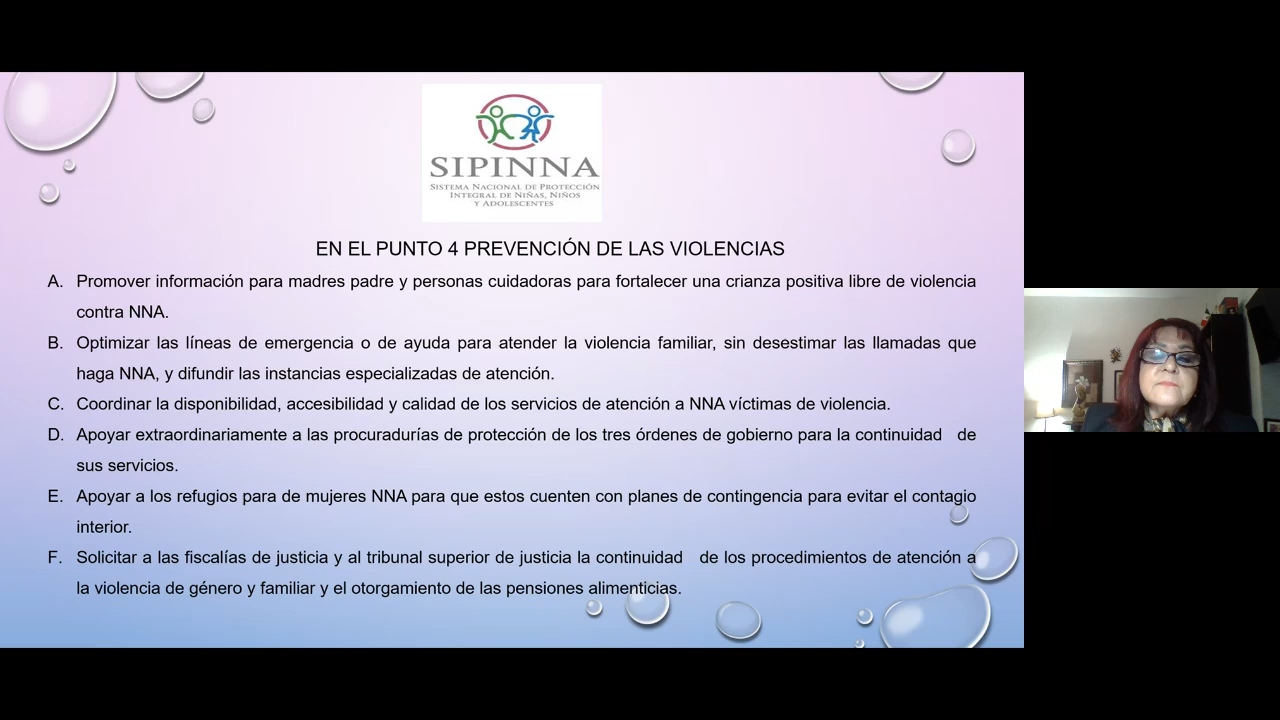 SIPINNA
SISTEMA NACIONAL DE PROTECCIÓN
INTEGRAL DE NIÑAS, NIÑOS
Y ADOLESCENTES
EN EL PUNTO 4 PREVENCIÓN DE LAS VIOLENCIAS
A. Promover información para madres padre y personas cuidadoras para fortalecer una crianza positiva libre de violencia
contra NNA.
B. Optimizar las líneas de emergencia o de ayuda para atender la violencia familiar, sin desestimar las llamadas que
haga NNA, y difundir las instancias especializadas de atención.
C. Coordinar la disponibilidad, accesibilidad y calidad de los servicios de atención a NNA víctimas de violencia.
D. Apoyar extraordinariamente a las procuradurías de protección de los tres órdenes de gobierno para la continuidad de
sus servicios.
E. Apoyar a los refugios para de mujeres NNA para que estos cuenten con planes de contingencia para evitar el contagio
interior.
F. Solicitar a las fiscalías de justicia y al tribunal superior de justicia la continuidad de los procedimientos de atención a
la violencia de género y familiar y el otorgamiento de las pensiones alimenticias.